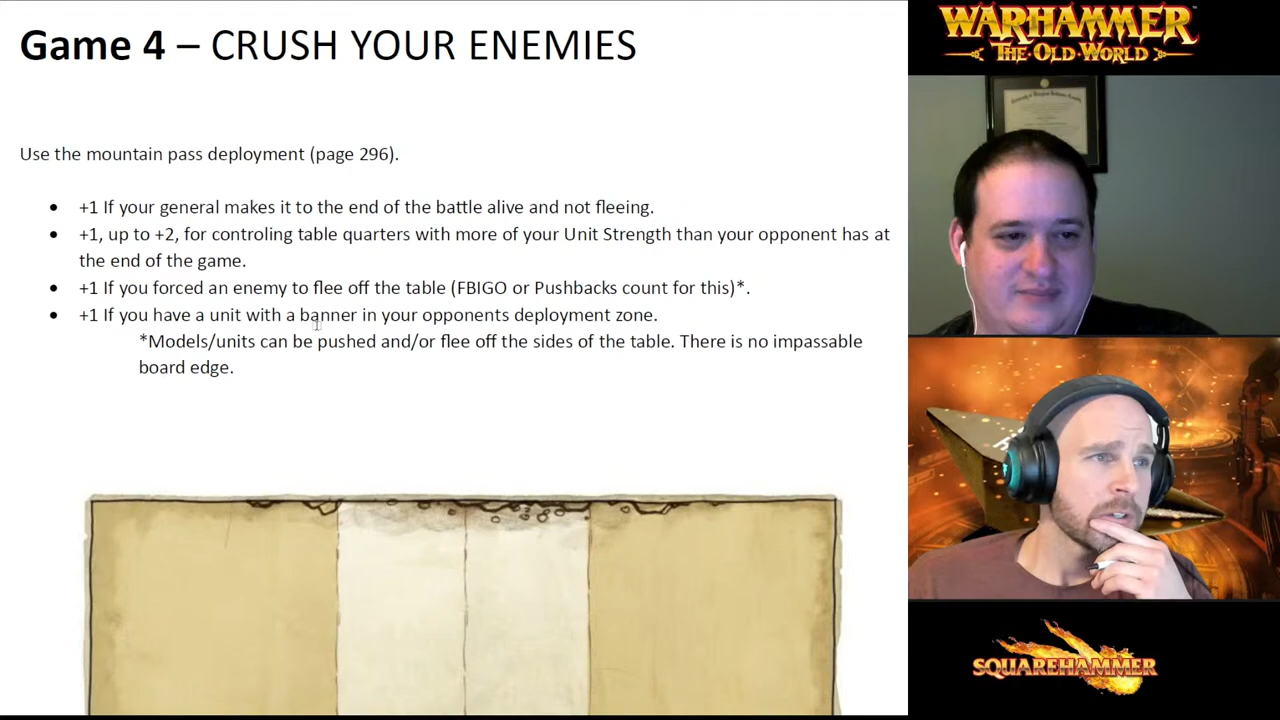 Game 4 – CRUSH YOUR ENEMIES
Use the mountain pass deployment (page 296).
• +1 If your general makes it to the end of the battle alive and not fleeing.
• +1, up to +2, for controling table quarters with more of your Unit Strength than your opponent has at
the end of the game.
• +1 If you forced an enemy to flee off the table (FBIGO or Pushbacks count for this)*.
• +1 If you have a unit with a banner in your opponents deployment zone.
*Models/units can be pushed and/or flee off the sides of the table. There is no impassable
board edge.
WARHAMMER
THE OLD WORLD
SQUAREHAMMER